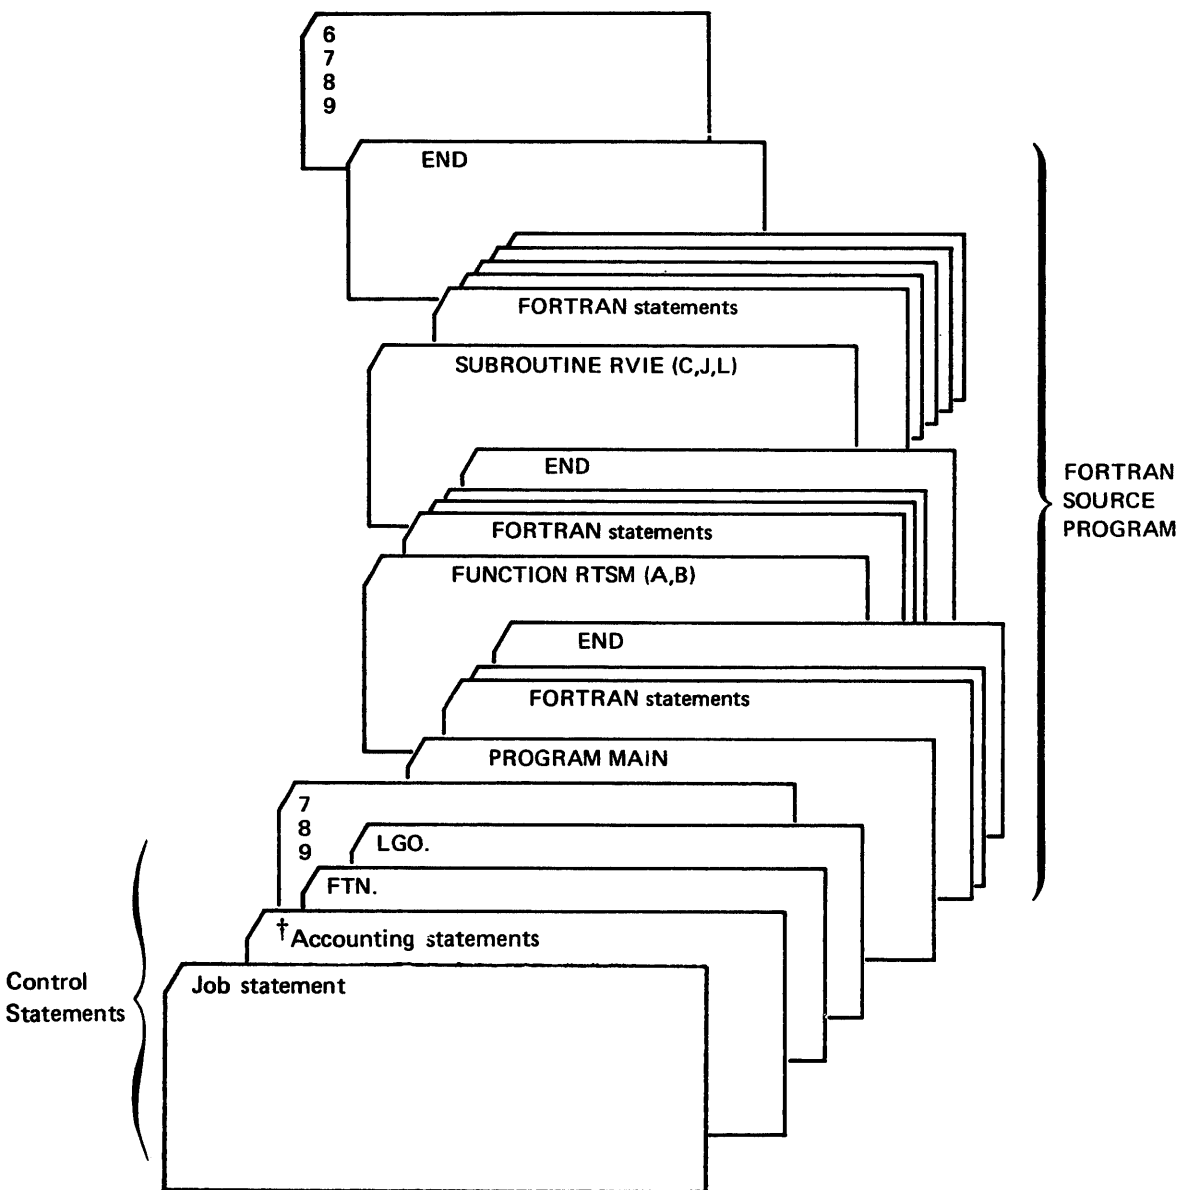 6
7
8
9
END
FORTRAN statements
SUBROUTINE RVIE (C,J,L)
END
FORTRAN statements
FUNCTION RTSM (A,B)
END
FORTRAN statements
PROGRAM MAIN
7
8
9
LGO.
FTN.
†Accounting statements
Job statement
Control
Statements
FORTRAN
SOURCE
PROGRAM